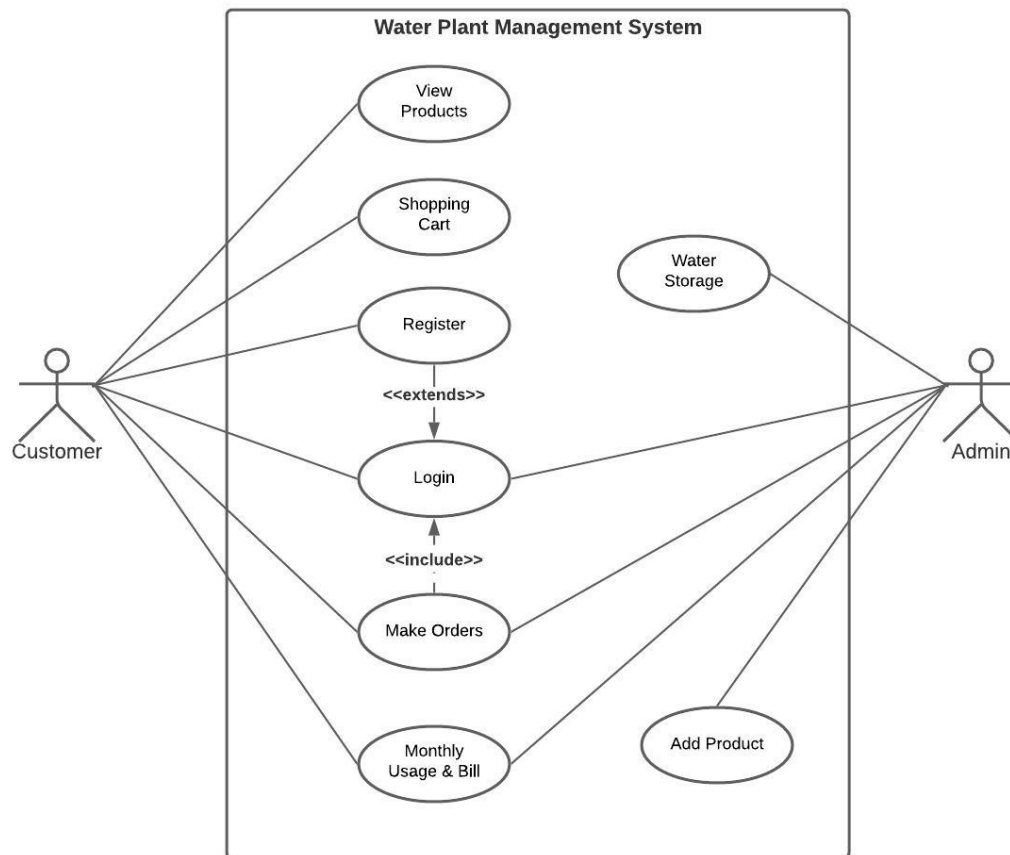 Water Plant Management System
View
Products
Shopping
Cart
Water
Storage
Register
<<extends>>
Customer
Admin
Login
<<include>>
Make Orders
Monthly
Usage & Bill
Add Product